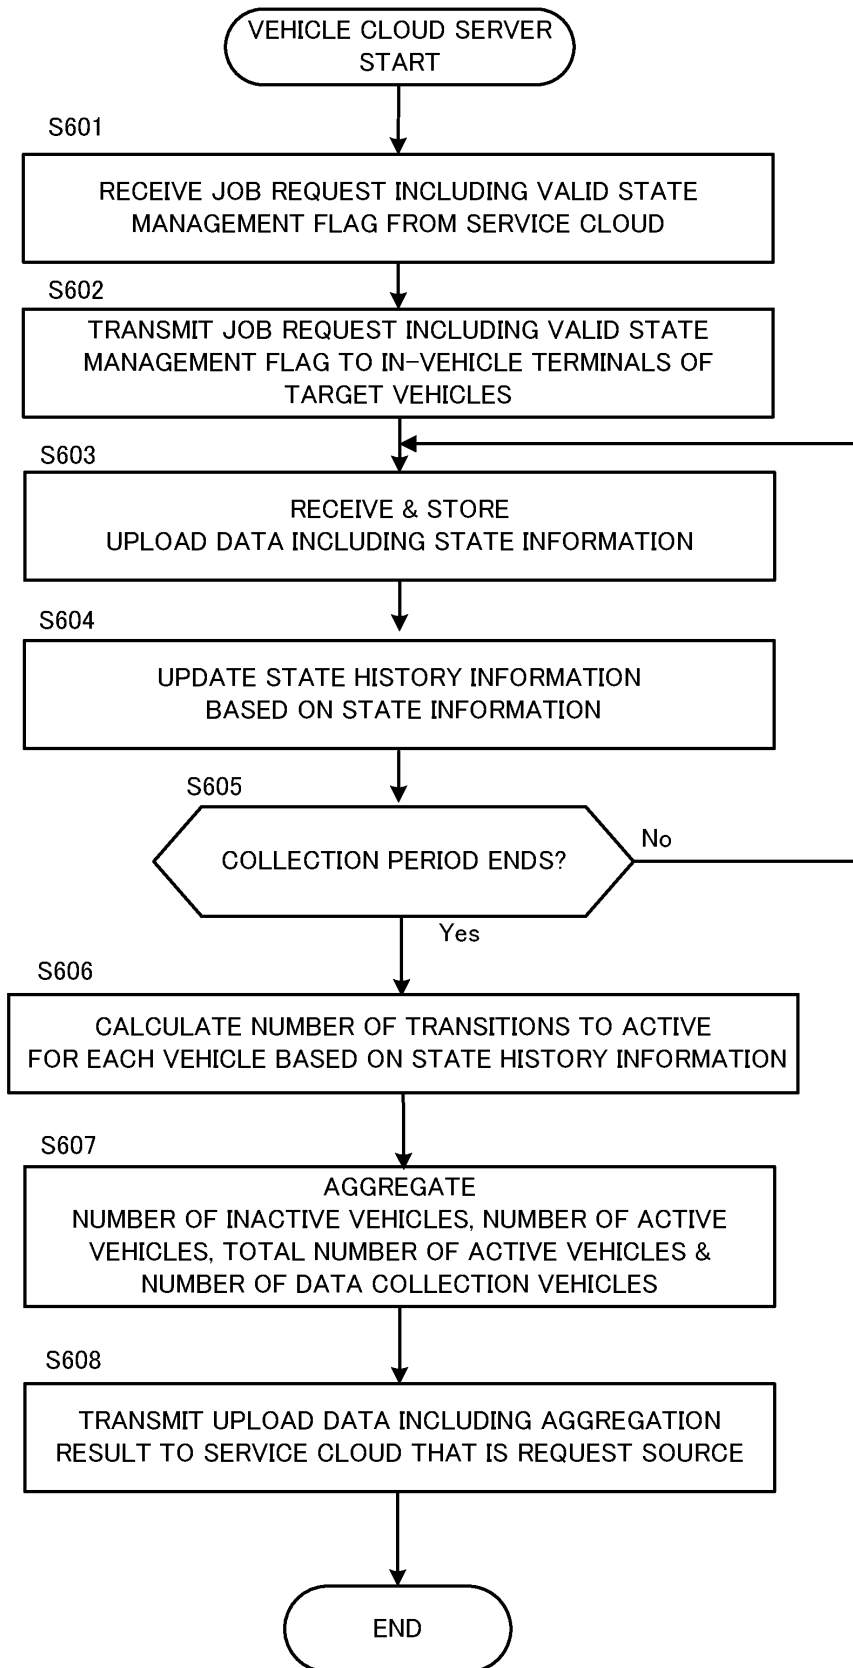 VEHICLE CLOUD SERVER
START
S601
RECEIVE JOB REQUEST INCLUDING VALID STATE
MANAGEMENT FLAG FROM SERVICE CLOUD
S602
TRANSMIT JOB REQUEST INCLUDING VALID STATE
MANAGEMENT FLAG TO IN-VEHICLE TERMINALS OF
TARGET VEHICLES
S603
RECEIVE & STORE
UPLOAD DATA INCLUDING STATE INFORMATION
S604
UPDATE STATE HISTORY INFORMATION
BASED ON STATE INFORMATION
S605
COLLECTION PERIOD ENDS?
No
Yes
S606
CALCULATE NUMBER OF TRANSITIONS TO ACTIVE
FOR EACH VEHICLE BASED ON STATE HISTORY INFORMATION
S607
AGGREGATE
NUMBER OF INACTIVE VEHICLES, NUMBER OF ACTIVE
VEHICLES, TOTAL NUMBER OF ACTIVE VEHICLES &
NUMBER OF DATA COLLECTION VEHICLES
S608
TRANSMIT UPLOAD DATA INCLUDING AGGREGATION
RESULT TO SERVICE CLOUD THAT IS REQUEST SOURCE
END